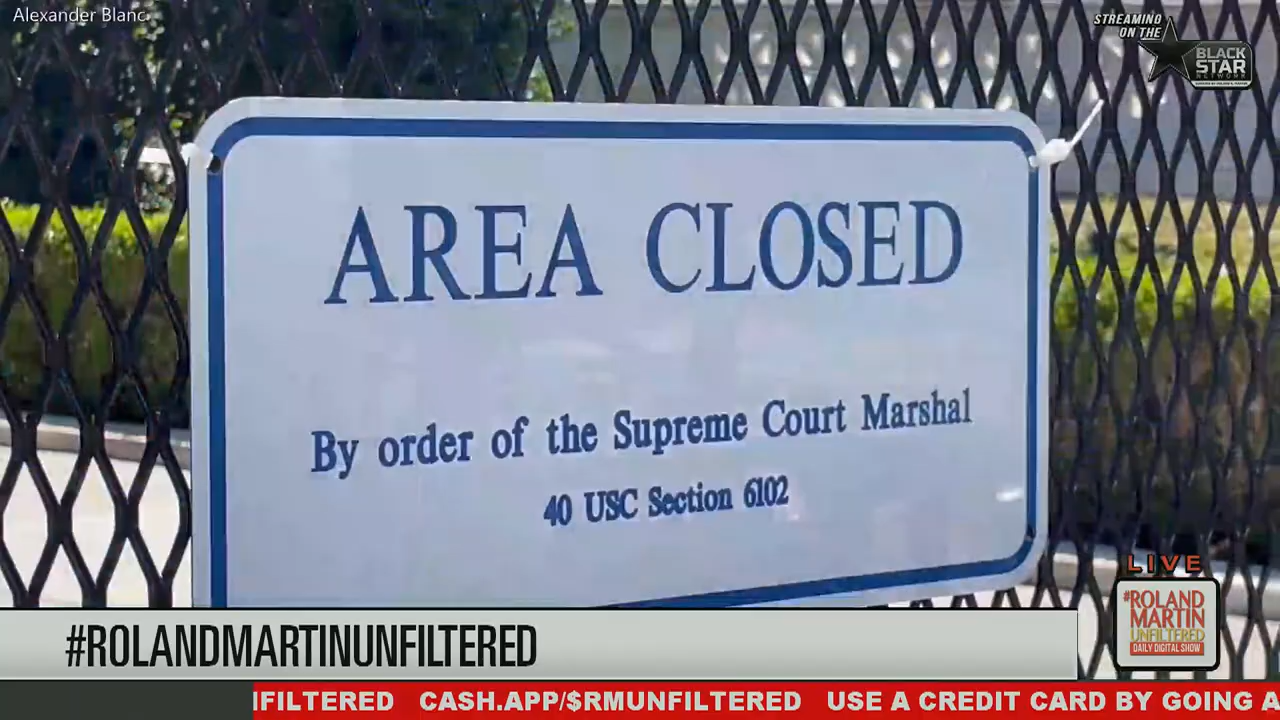 Alexander Blanc
STREAMING
ON THE
BLACK
STAR
NETWORK
AREA CLOSED
By order of the Supreme Court Marshal
40 USC Section 6102
LIVE
#ROLAND
MARTIN
UNFILTERED
DAILY DIGITAL SHOW
#ROLANDMARTINUNFILTERED
IFILTERED CASH.APP/$RMUNFILTERED USE A CREDIT CARD BY GOING A